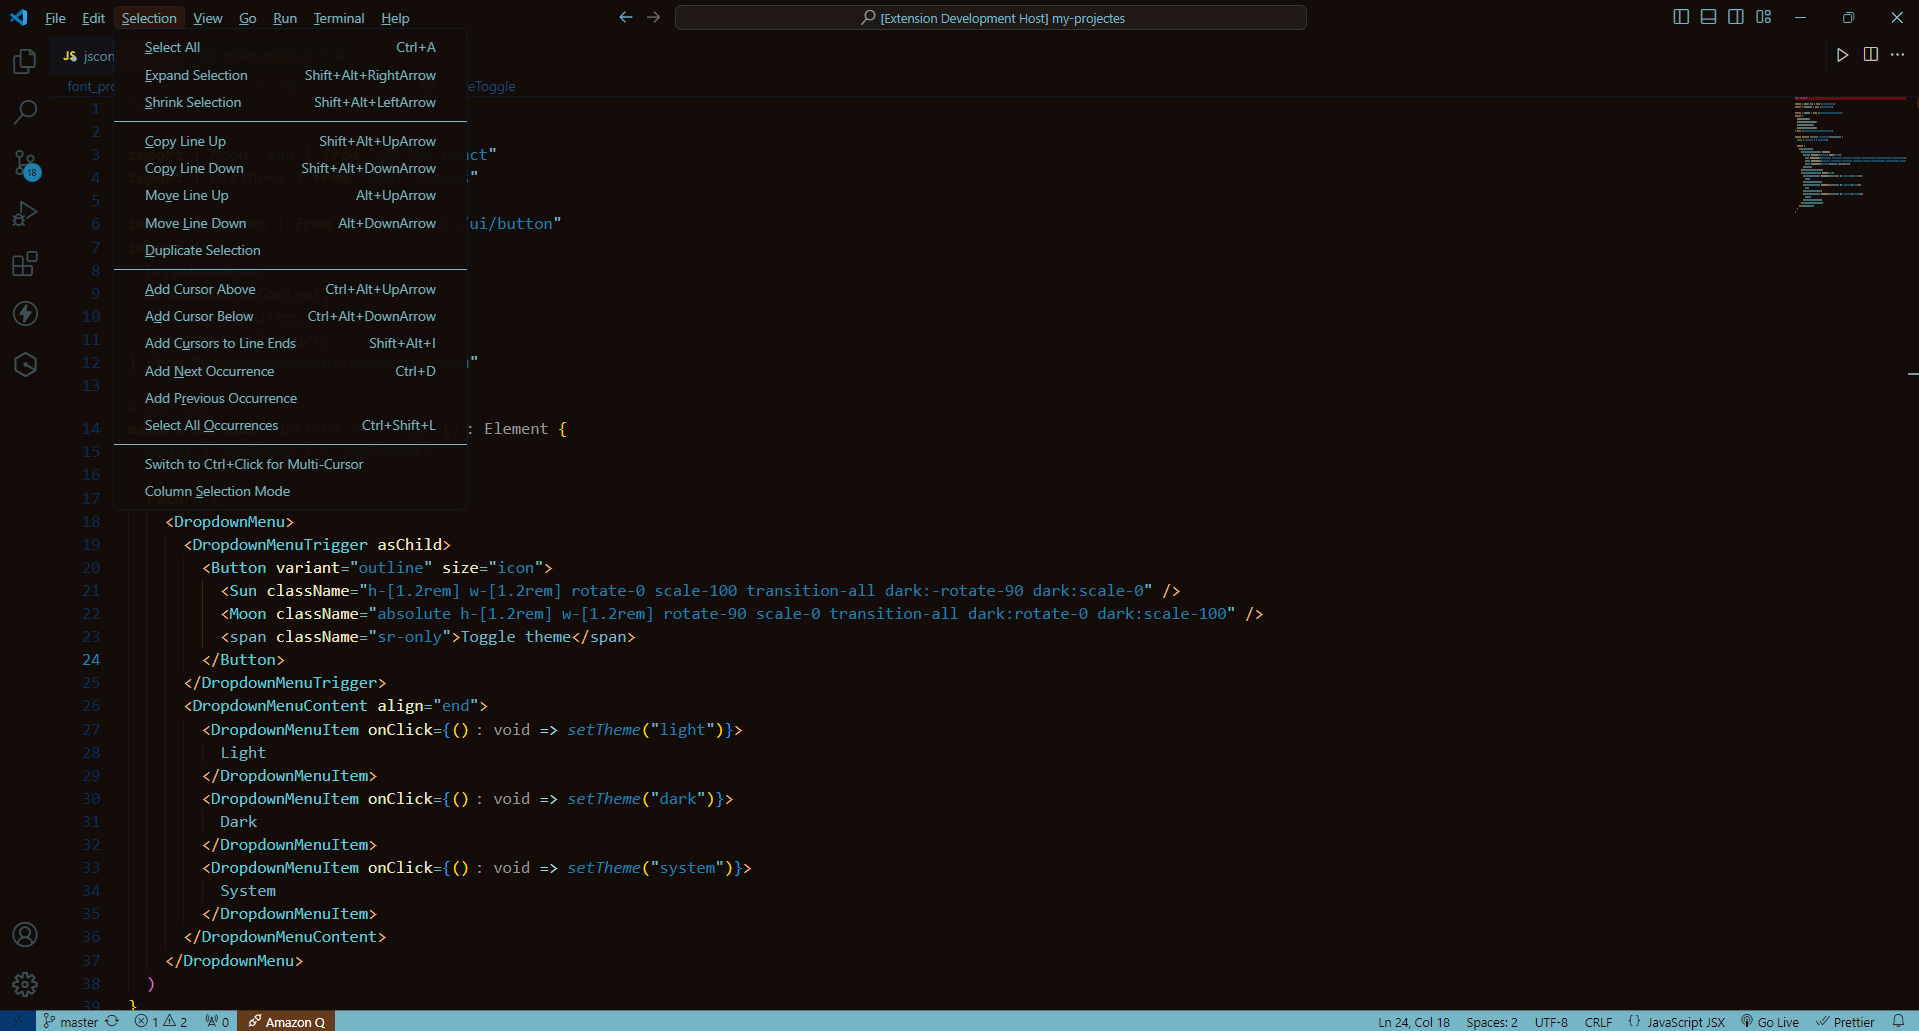 File Edit Selection View Go Run Terminal Help
[Extension Development Host] my-projectes
JS jscon
font_pro
eToggle
Select All Ctrl+A
Expand Selection Shift+Alt+RightArrow
Shrink Selection Shift+Alt+LeftArrow
Copy Line Up Shift+Alt+UpArrow
Copy Line Down Shift+Alt+DownArrow
Move Line Up Alt+UpArrow
Move Line Down Alt+DownArrow
Duplicate Selection
Add Cursor Above Ctrl+Alt+UpArrow
Add Cursor Below Ctrl+Alt+DownArrow
Add Cursors to Line Ends Shift+Alt+I
Add Next Occurrence Ctrl+D
Add Previous Occurrence
Select All Occurrences Ctrl+Shift+L
Switch to Ctrl+Click for Multi-Cursor
Column Selection Mode
18
1
2
3 ct"
4 "
5
6 /ui/button"
7
8
9
10
11
12 "
13
14 : Element {
15
16
17
18 <DropdownMenu>
19 <DropdownMenuTrigger asChild>
20 <Button variant="outline" size="icon">
21 <Sun className="h-[1.2rem] w-[1.2rem] rotate-0 scale-100 transition-all dark:-rotate-90 dark:scale-0" />
22 <Moon className="absolute h-[1.2rem] w-[1.2rem] rotate-90 scale-0 transition-all dark:rotate-0 dark:scale-100" />
23 <span className="sr-only">Toggle theme</span>
24 </Button>
25 </DropdownMenuTrigger>
26 <DropdownMenuContent align="end">
27 <DropdownMenuItem onClick={() : void => setTheme("light")}>
28 Light
29 </DropdownMenuItem>
30 <DropdownMenuItem onClick={() : void => setTheme("dark")}>
31 Dark
32 </DropdownMenuItem>
33 <DropdownMenuItem onClick={() : void => setTheme("system")}>
34 System
35 </DropdownMenuItem>
36 </DropdownMenuContent>
37 </DropdownMenu>
38 )
39 }
master 1 2 0 Amazon Q Ln 24, Col 18 Spaces: 2 UTF-8 CRLF {} JavaScript JSX Go Live Prettier